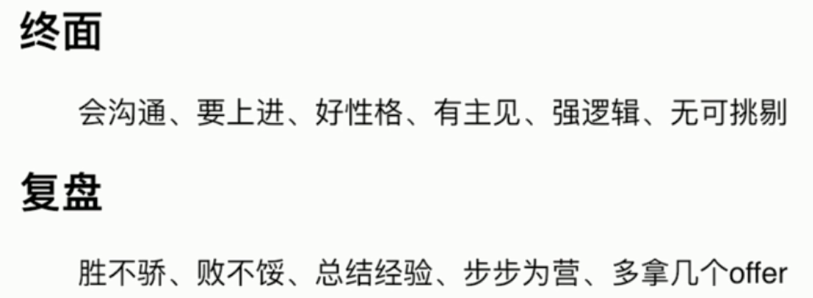 终面
会沟通、要上进、好性格、有主见、强逻辑、无可挑剔
复盘
胜不骄、败不馁、总结经验、步步为营、多拿几个offer